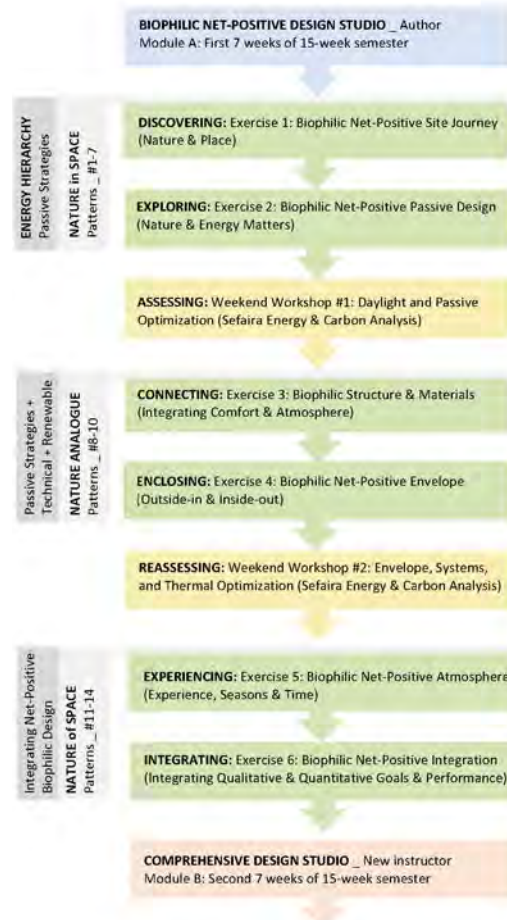 BIOPHILIC NET-POSITIVE DESIGN STUDIO _ Author
Module A: First 7 weeks of 15-week semester
ENERGY HIERARCHY
Passive Strategies
NATURE in SPACE
Patterns _ #1-7
DISCOVERING: Exercise 1: Biophilic Net-Positive Site Journey
(Nature & Place)
EXPLORING: Exercise 2: Biophilic Net-Positive Passive Design
(Nature & Energy Matters)
ASSESSING: Weekend Workshop #1: Daylight and Passive
Optimization (Sefaira Energy & Carbon Analysis)
Passive Strategies +
Technical + Renewable
NATURE ANALOGUE
Patterns _ #8-10
CONNECTING: Exercise 3: Biophilic Structure & Materials
(Integrating Comfort & Atmosphere)
ENCLOSING: Exercise 4: Biophilic Net-Positive Envelope
(Outside-in & Inside-out)
REASSESSING: Weekend Workshop #2: Envelope, Systems,
and Thermal Optimization (Sefaira Energy & Carbon Analysis)
Integrating Net-Positive
Biophilic Design
NATURE of SPACE
Patterns _ #11-14
EXPERIENCING: Exercise 5: Biophilic Net-Positive Atmosphere
(Experience, Seasons & Time)
INTEGRATING: Exercise 6: Biophilic Net-Positive Integration
(Integrating Qualitative & Quantitative Goals & Performance)
COMPREHENSIVE DESIGN STUDIO _ New instructor
Module B: Second 7 weeks of 15-week semester